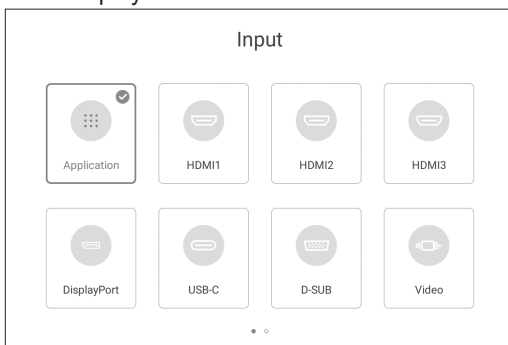 Input
Application
HDMI1
HDMI2
HDMI3
DisplayPort
USB-C
D-SUB
Video